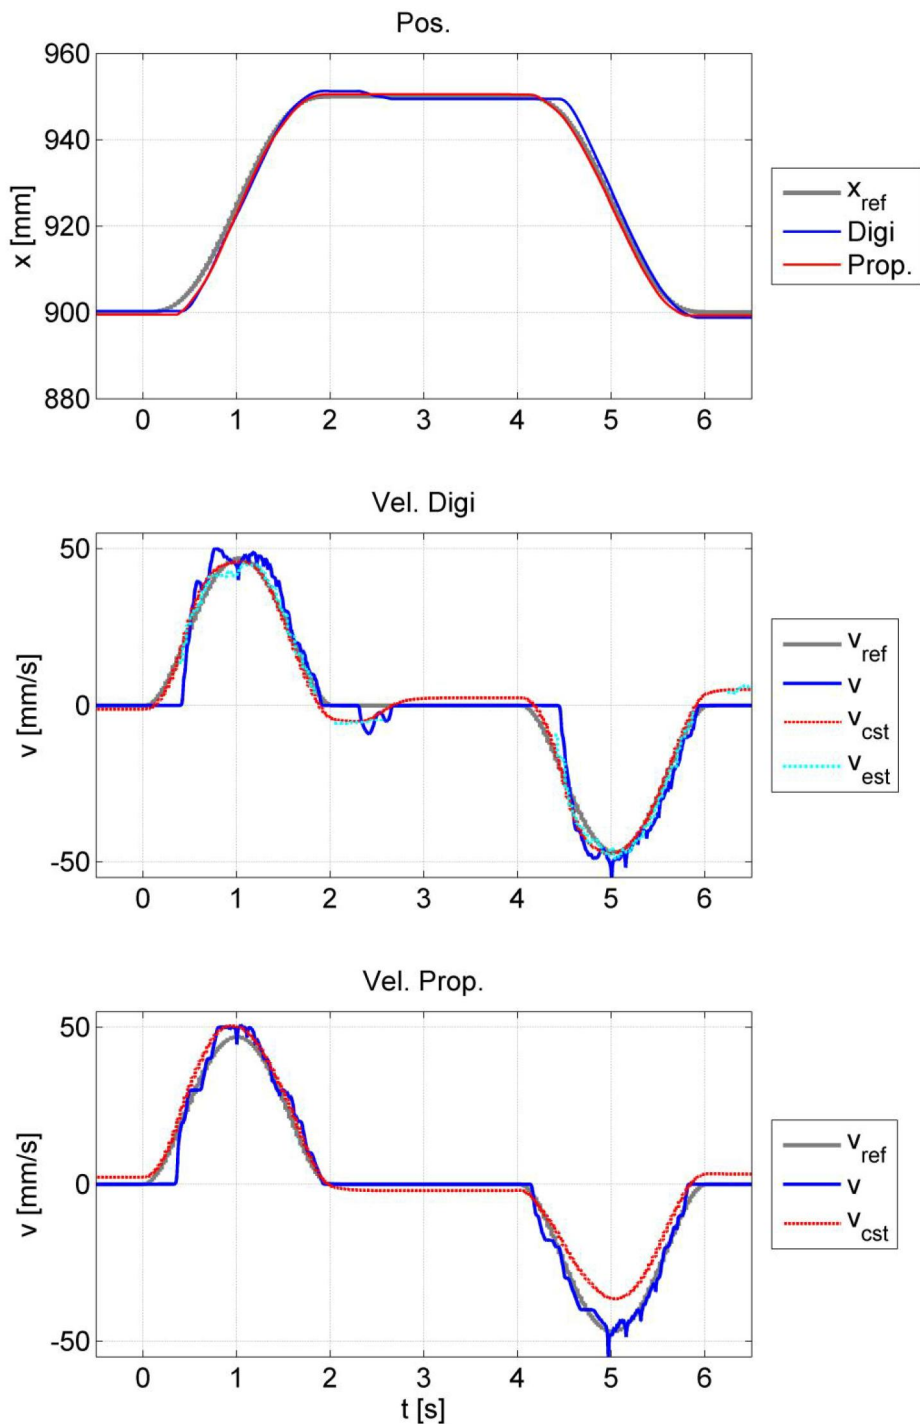 Pos.
960
940
920
900
880
x [mm]
0 1 2 3 4 5 6
x_ref
Digi
Prop.
Vel. Digi
50
0
-50
v [mm/s]
0 1 2 3 4 5 6
v_ref
v
v_cst
v_est
Vel. Prop.
50
0
-50
v [mm/s]
0 1 2 3 4 5 6
t [s]
v_ref
v
v_cst